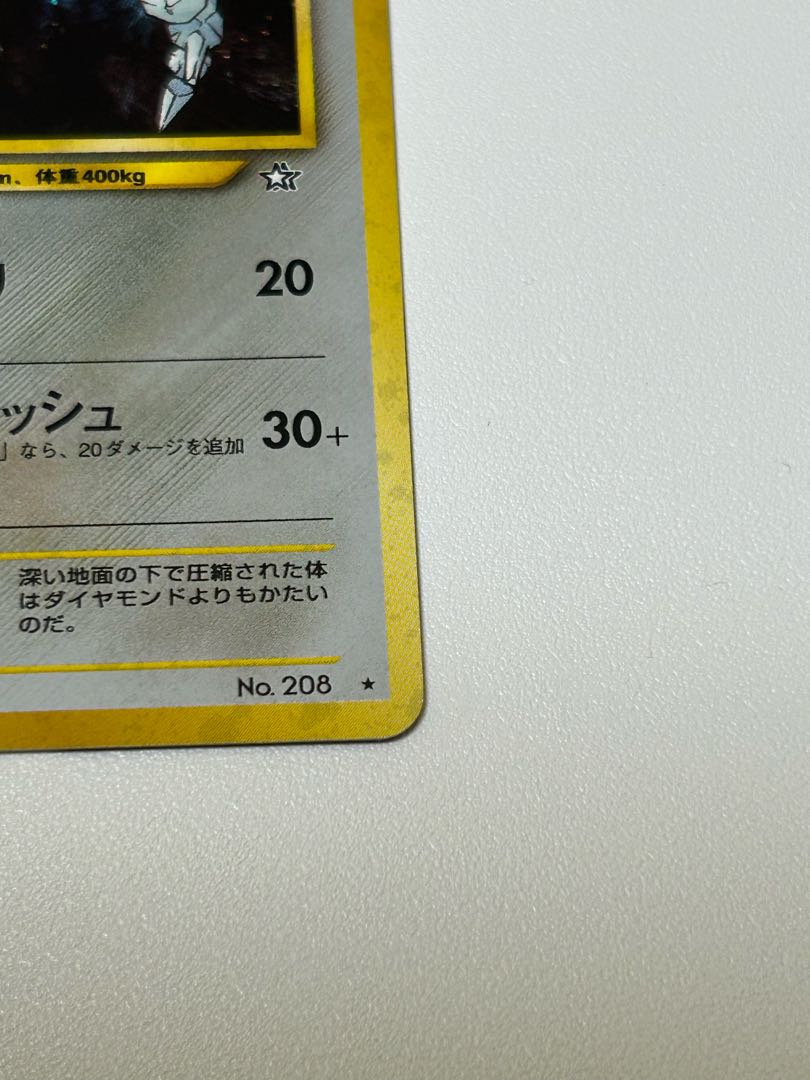 m、体重400kg
20
ッシュ
30+
」なら、20ダメージを追加
深い地面の下で圧縮された体
はダイヤモンドよりもかたい
のだ。
No. 208 ★